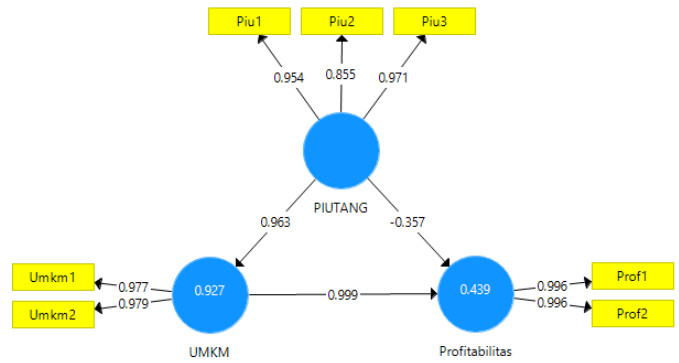 Piu1 Piu2 Piu3
0.954 0.855 0.971
PIUTANG
0.963 -0.357
Umkm1 0.977 0.927 0.439 0.996 Prof1
Umkm2 0.979 0.999 0.996 Prof2
UMKM Profitabilitas